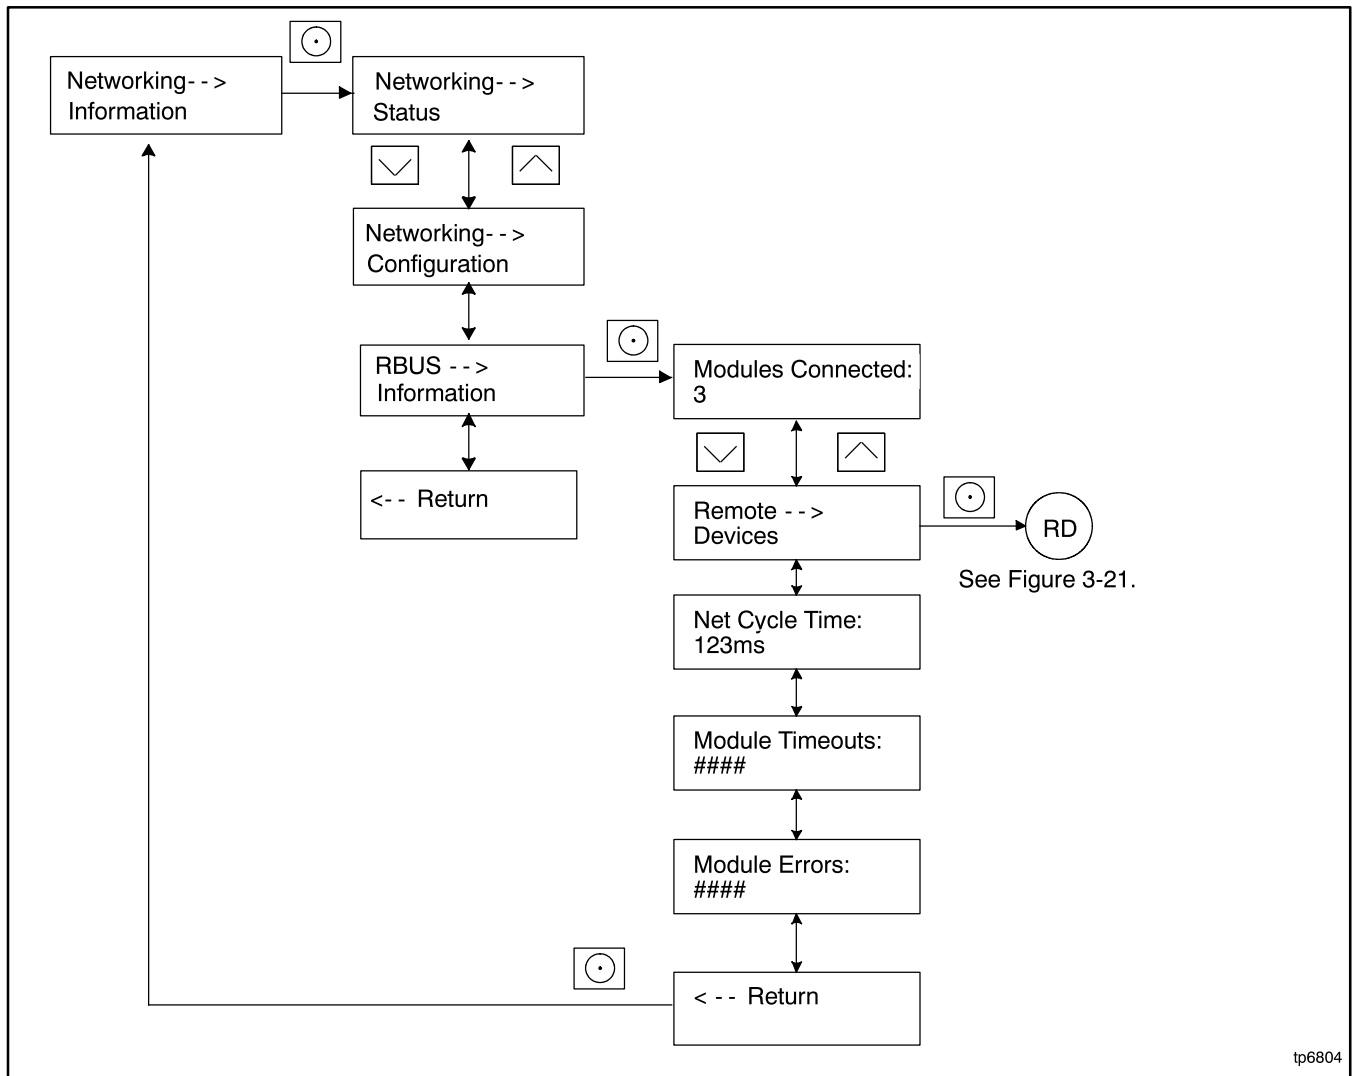 Networking-->
Information
Networking-->
Status
Networking-->
Configuration
RBUS -->
Information
<-- Return
Modules Connected:
3
Remote -->
Devices
RD
See Figure 3-21.
Net Cycle Time:
123ms
Module Timeouts:
####
Module Errors:
####
<-- Return
tp6804